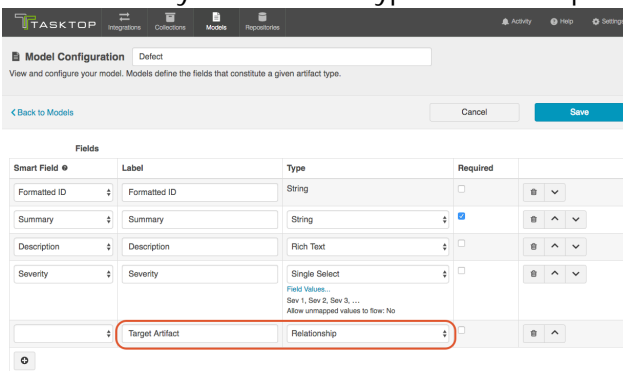 TASKTOP Integrations Collections Models Repositories Activity Help Settings
Model Configuration Defect
View and configure your model. Models define the fields that constitute a given artifact type.
Back to Models Cancel Save
Fields
Smart Field Label Type Required
Formatted ID Formatted ID String
Summary Summary String
Description Description Rich Text
Severity Severity Single Select
Field Values...
Sev 1, Sev 2, Sev 3, ...
Allow unmapped values to flow: No
Target Artifact Relationship